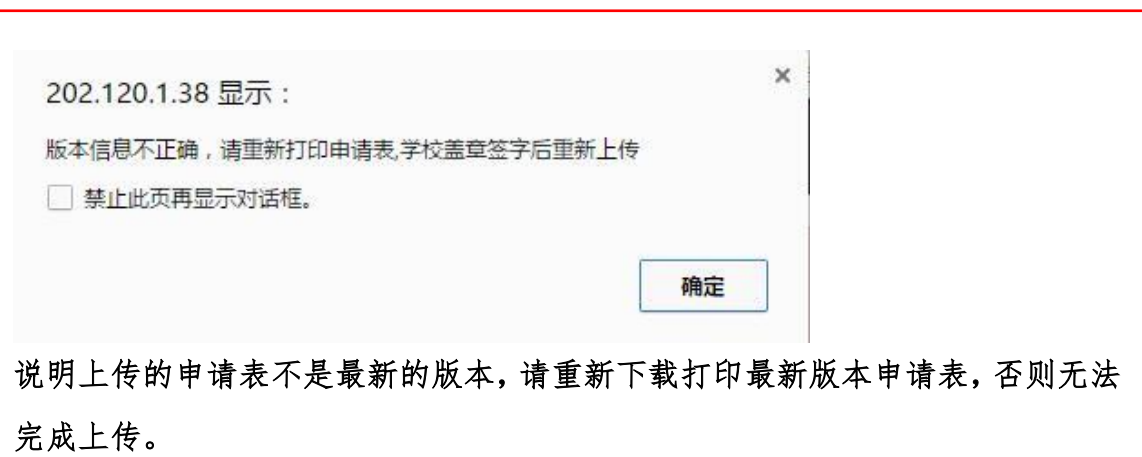 202.120.1.38 显示：
版本信息不正确，请重新打印申请表,学校盖章签字后重新上传
禁止此页再显示对话框。
确定
说明上传的申请表不是最新的版本，请重新下载打印最新版本申请表，否则无法
完成上传。